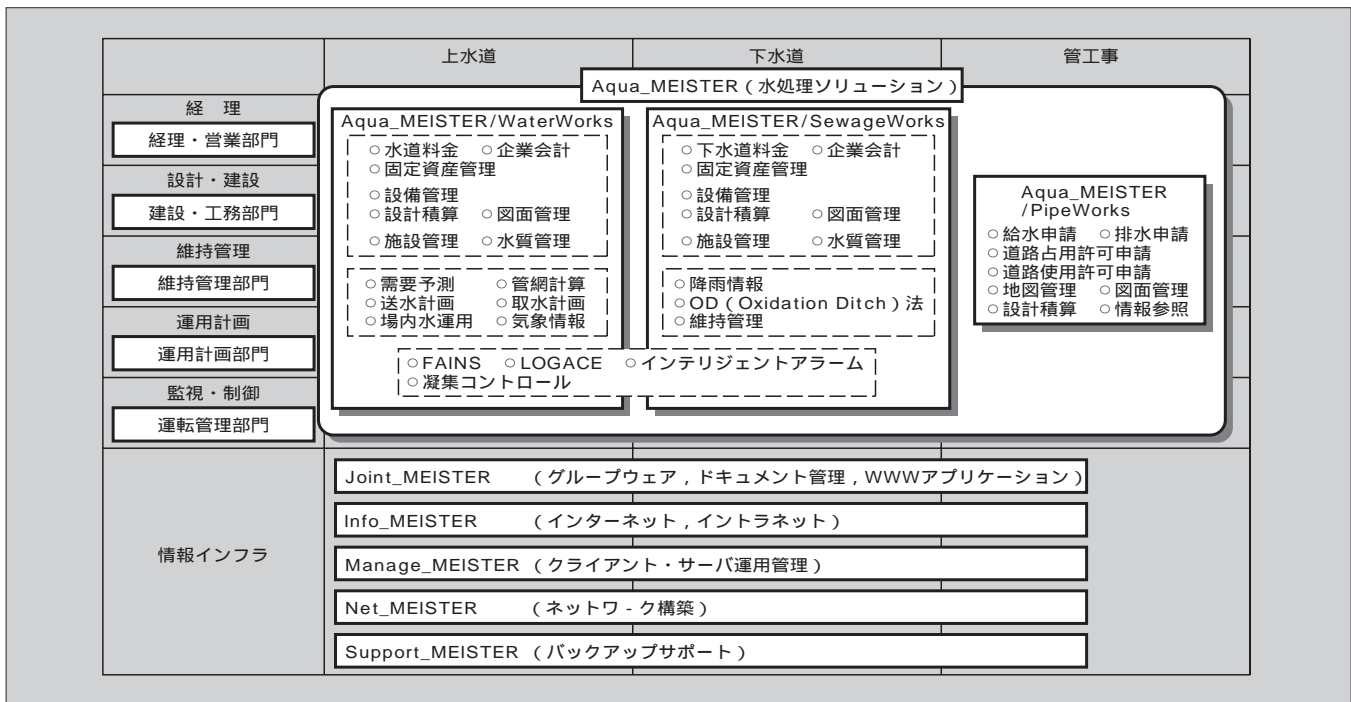 上水道
下水道
管工事
Aqua_MEISTER（水処理ソリューション）
経　理
経理・営業部門
設計・建設
建設・工務部門
維持管理
維持管理部門
運用計画
運用計画部門
監視・制御
運転管理部門
Aqua_MEISTER/WaterWorks
○水道料金　○企業会計
○固定資産管理
○設備管理
○設計積算　○図面管理
○施設管理　○水質管理
○需要予測　○管網計算
○送水計画　○取水計画
○場内水運用　○気象情報
Aqua_MEISTER/SewageWorks
○下水道料金　○企業会計
○固定資産管理
○設備管理
○設計積算　○図面管理
○施設管理　○水質管理
○降雨情報
○OD（Oxidation Ditch）法
○維持管理
○FAINS　○LOGACE　○インテリジェントアラーム
○凝集コントロール
Aqua_MEISTER
/PipeWorks
○給水申請　○排水申請
○道路占用許可申請
○道路使用許可申請
○地図管理　○図面管理
○設計積算　○情報参照
情報インフラ
Joint_MEISTER　（グループウェア，ドキュメント管理，WWWアプリケーション）
Info_MEISTER　（インターネット，イントラネット）
Manage_MEISTER（クライアント・サーバ運用管理）
Net_MEISTER　（ネットワ-ク構築）
Support_MEISTER（バックアップサポート）